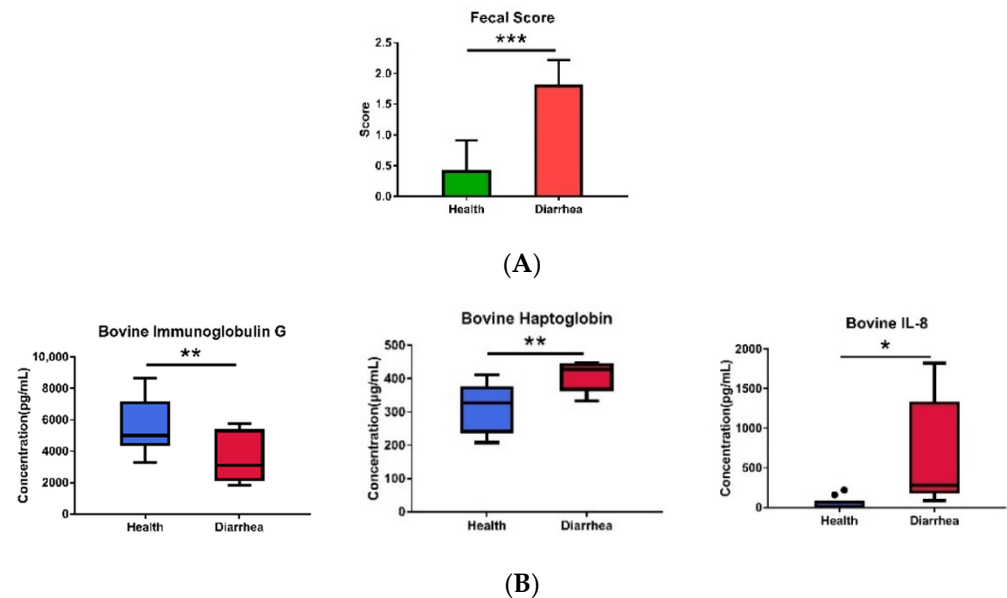 Fecal Score
***
2.5
2.0
1.5
1.0
0.5
0.0
Score
Health Diarrhea
(A)
Bovine Immunoglobulin G
**
10,000
8000
6000
4000
2000
0
Concentration(pg/mL)
Health Diarrhea
Bovine Haptoglobin
**
500
400
300
200
100
0
Concentration(μg/mL)
Health Diarrhea
Bovine IL-8
*
2000
1500
1000
500
0
Concentration(pg/mL)
Health Diarrhea
(B)